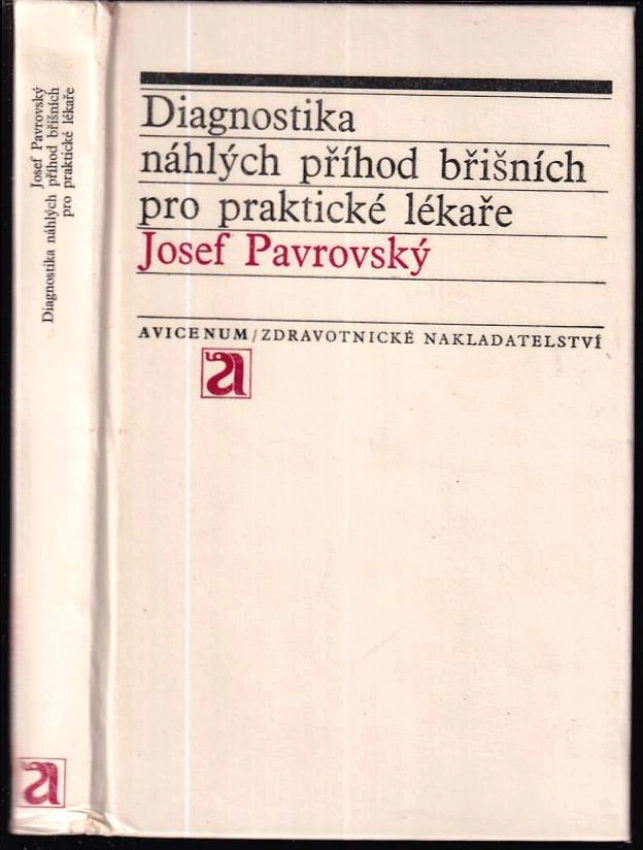 Josef Pavrovský
Diagnostika náhlých příhod břišních
pro praktické lékaře
a
Diagnostika
náhlých příhod břišních
pro praktické lékaře
Josef Pavrovský
AVICENUM/ZDRAVOTNICKÉ NAKLADATELSTVÍ
a